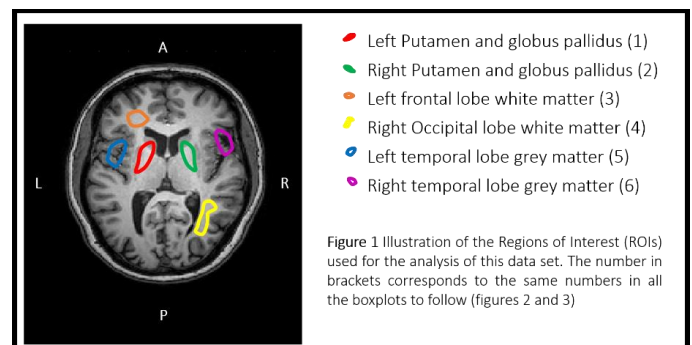 A
L
R
P
Left Putamen and globus pallidus (1)
Right Putamen and globus pallidus (2)
Left frontal lobe white matter (3)
Right Occipital lobe white matter (4)
Left temporal lobe grey matter (5)
Right temporal lobe grey matter (6)
Figure 1 Illustration of the Regions of Interest (ROIs)
used for the analysis of this data set. The number in
brackets corresponds to the same numbers in all
the boxplots to follow (figures 2 and 3)